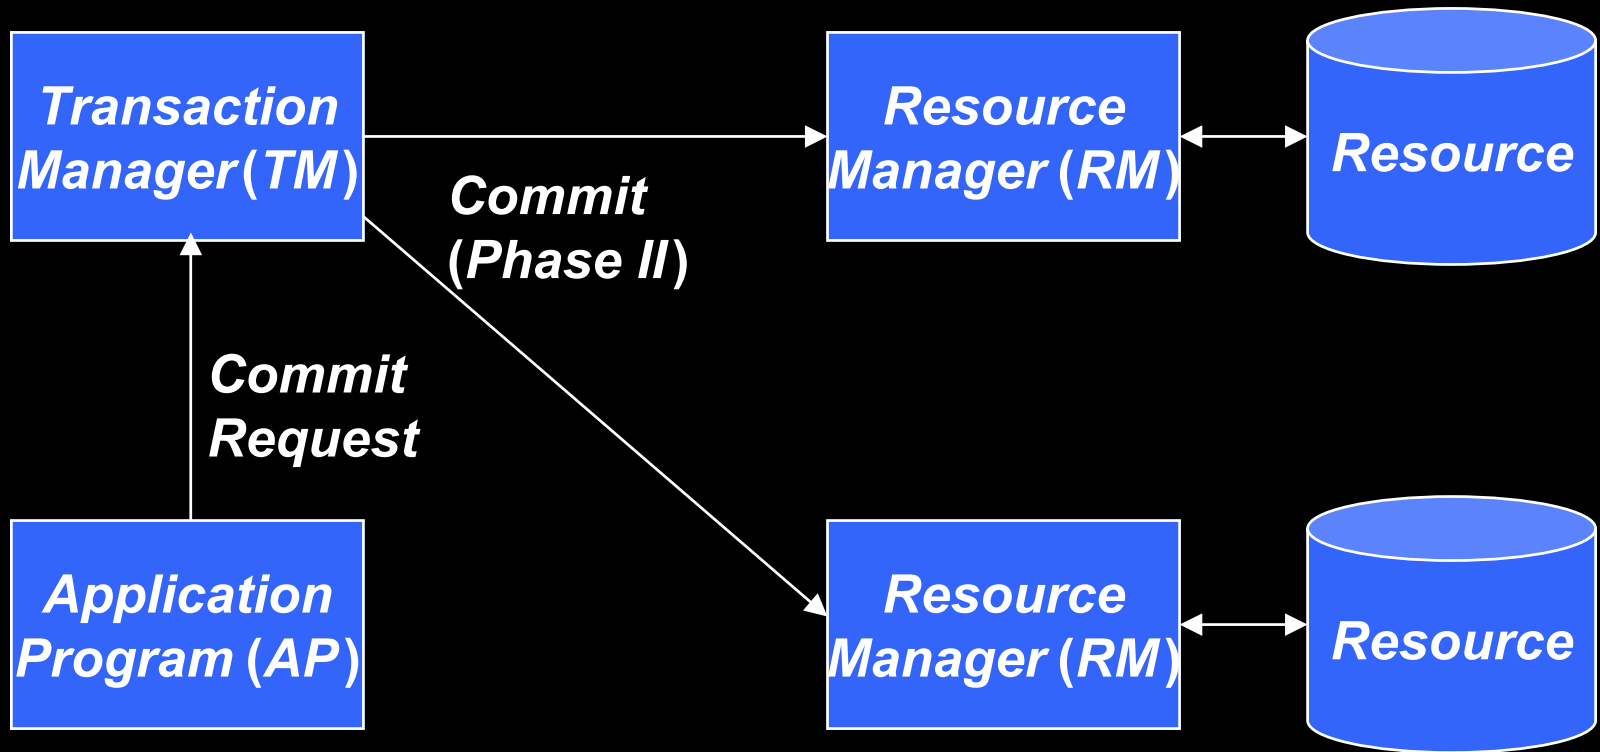 Transaction
Manager (TM)
Resource
Manager (RM)
Resource
Commit
(Phase II)
Commit
Request
Application
Program (AP)
Resource
Manager (RM)
Resource